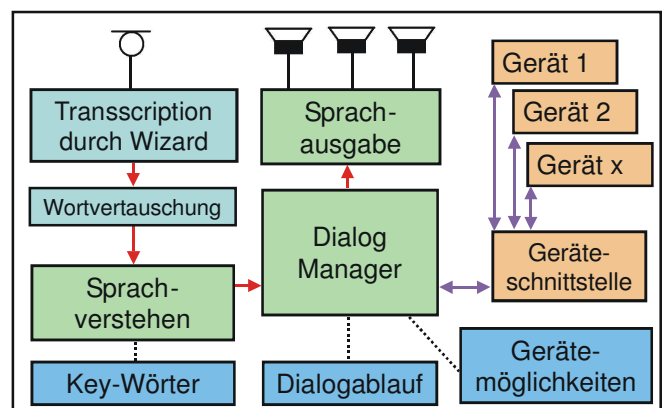 Transscription
durch Wizard
Wortvertauschung
Sprach-
verstehen
Key-Wörter
Sprach-
ausgabe
Dialog
Manager
Dialogablauf
Gerät 1
Gerät 2
Gerät x
Geräte-
schnittstelle
Geräte-
möglichkeiten